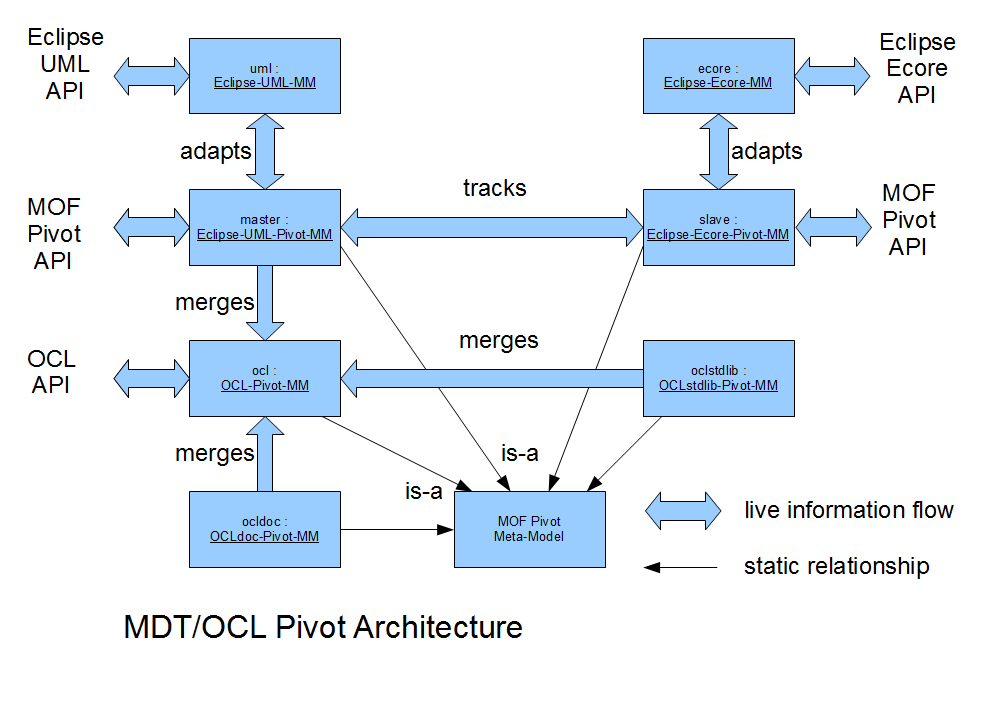 Eclipse
UML
API
uml :
Eclipse-UML-MM
ecore :
Eclipse-Ecore-MM
Eclipse
Ecore
API
adapts
adapts
MOF
Pivot
API
master :
Eclipse-UML-Pivot-MM
tracks
slave :
Eclipse-Ecore-Pivot-MM
MOF
Pivot
API
merges
merges
OCL
API
ocl :
OCL-Pivot-MM
oclstdlib :
OCLstdlib-Pivot-MM
merges
is-a
is-a
ocldoc :
OCLdoc-Pivot-MM
MOF Pivot
Meta-Model
live information flow
static relationship
MDT/OCL Pivot Architecture